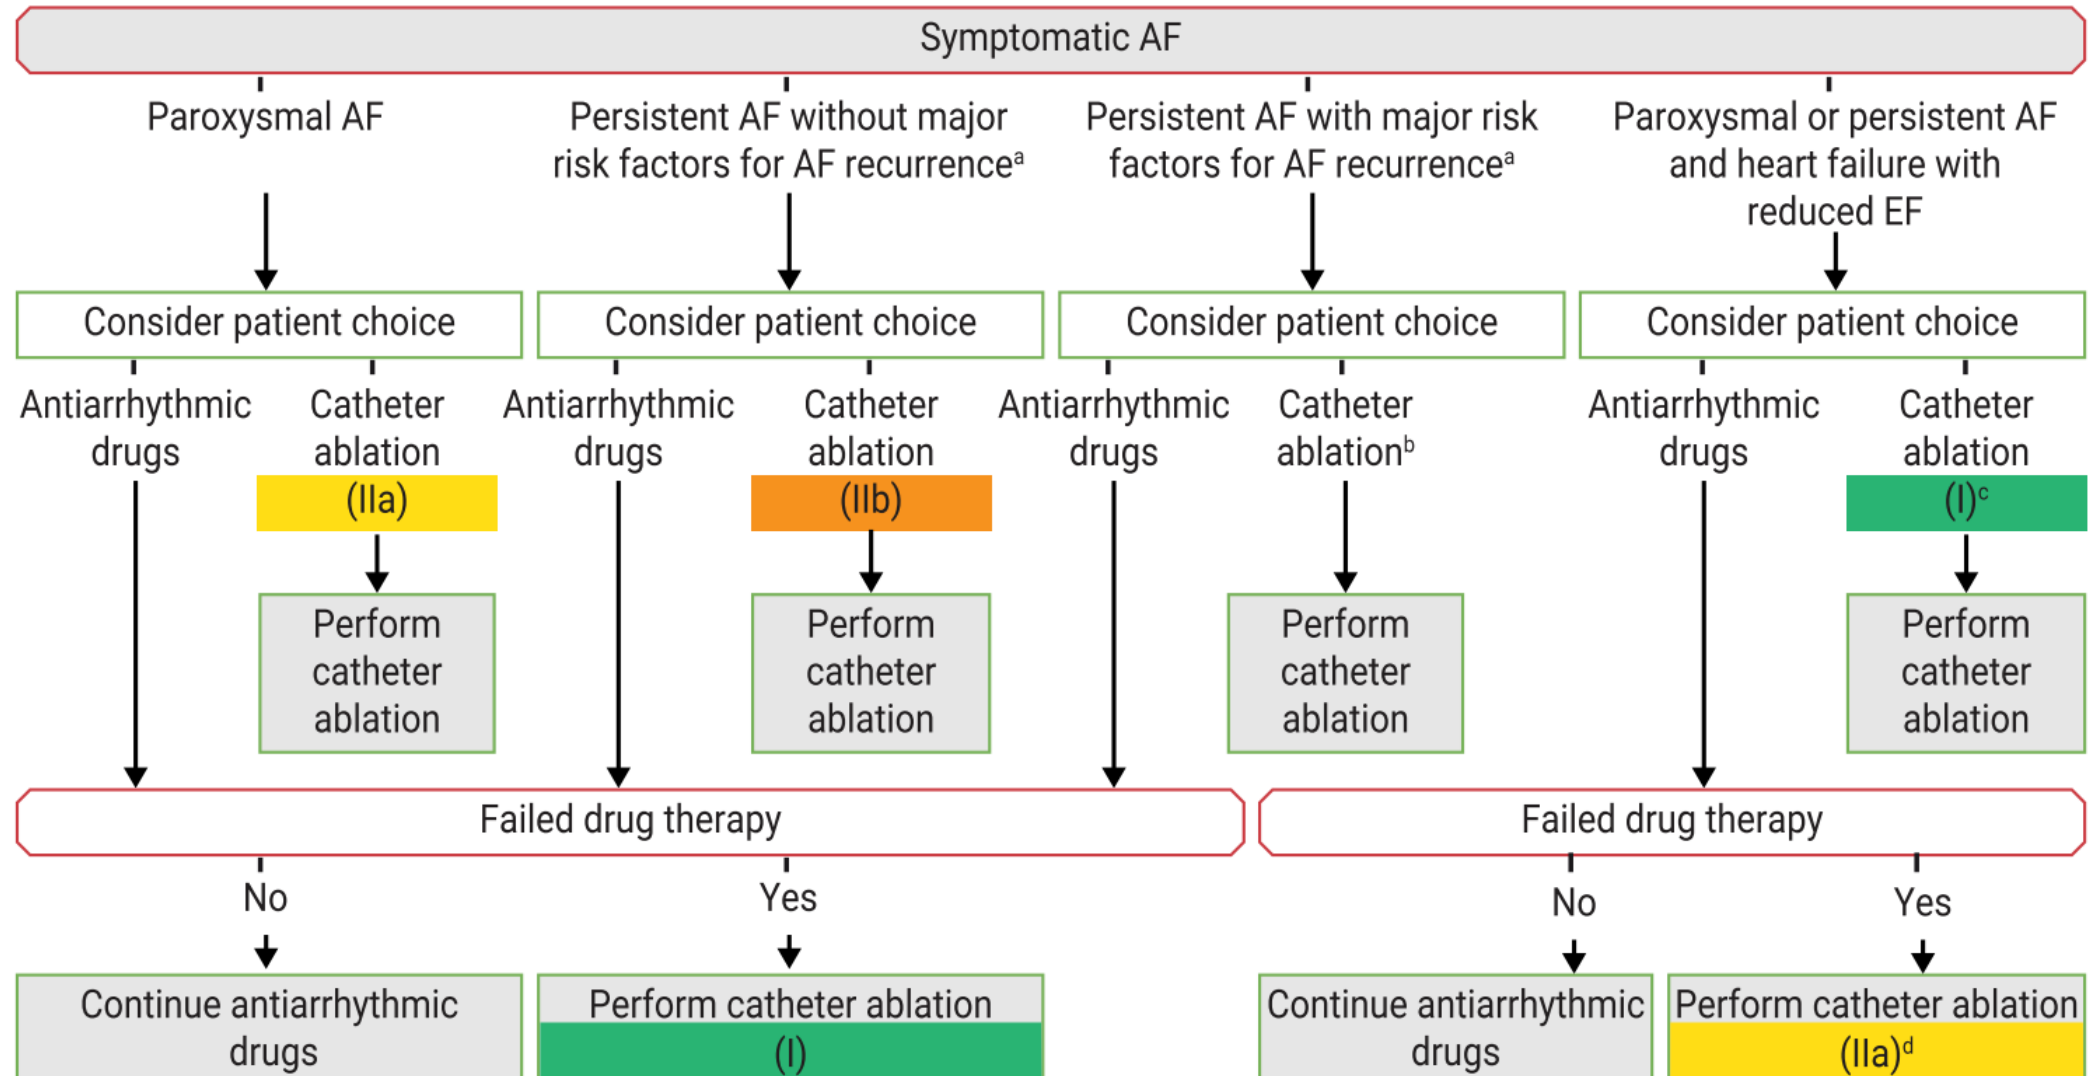 Symptomatic AF
Paroxysmal AF
Persistent AF without major
risk factors for AF recurrenceᵃ
Persistent AF with major risk
factors for AF recurrenceᵃ
Paroxysmal or persistent AF
and heart failure with
reduced EF
Consider patient choice
Consider patient choice
Consider patient choice
Consider patient choice
Antiarrhythmic
drugs
Catheter
ablation
(IIa)
Antiarrhythmic
drugs
Catheter
ablation
(IIb)
Antiarrhythmic
drugs
Catheter
ablationᵇ
Antiarrhythmic
drugs
Catheter
ablation
(I)ᶜ
Perform
catheter
ablation
Perform
catheter
ablation
Perform
catheter
ablation
Perform
catheter
ablation
Failed drug therapy
Failed drug therapy
No
Yes
No
Yes
Continue antiarrhythmic
drugs
Perform catheter ablation
(I)
Continue antiarrhythmic
drugs
Perform catheter ablation
(IIa)ᵈ